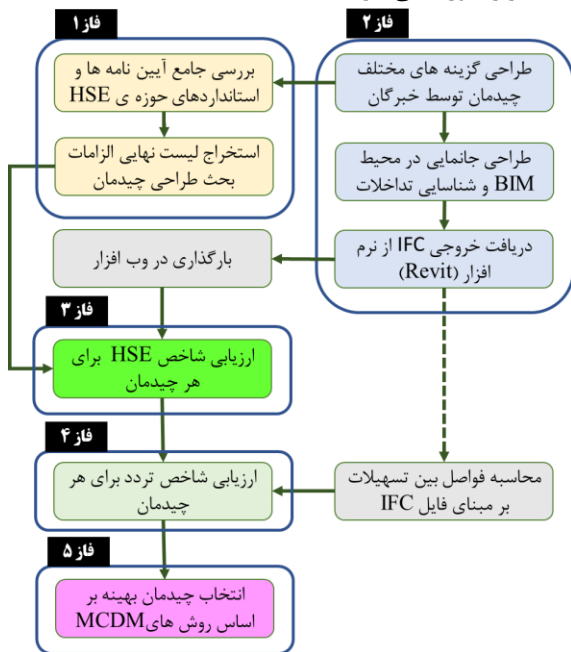 فاز ۱
بررسی جامع آیین نامه ها و
استانداردهای حوزه ی HSE
استخراج لیست نهایی الزامات
بحث طراحی چیدمان
فاز ۲
طراحی گزینه های مختلف
چیدمان توسط خبرگان
طراحی جانمایی در محیط
BIM و شناسایی تداخلات
دریافت خروجی IFC از نرم
افزار (Revit)
بارگذاری در وب افزار
فاز ۳
ارزیابی شاخص HSE برای
هر چیدمان
فاز ۴
ارزیابی شاخص تردد برای هر
چیدمان
محاسبه فواصل بین تسهیلات
بر مبنای فایل IFC
فاز ۵
انتخاب چیدمان بهینه بر
اساس روش های MCDM